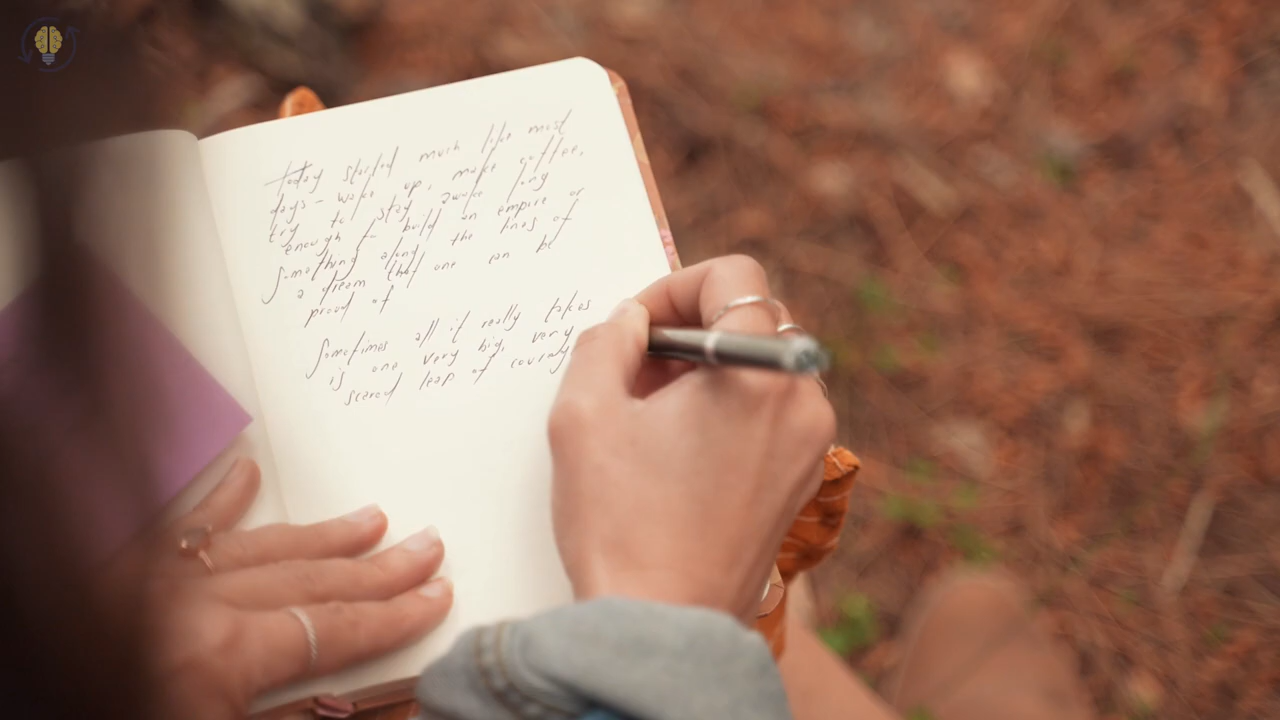 today started much like most
days - wake up, make coffee,
try to stay awake long
enough to build an empire or
something along the lines of
a dream that one can be
proud of
Sometimes all it really takes
is one very big, very
scared leap of courage